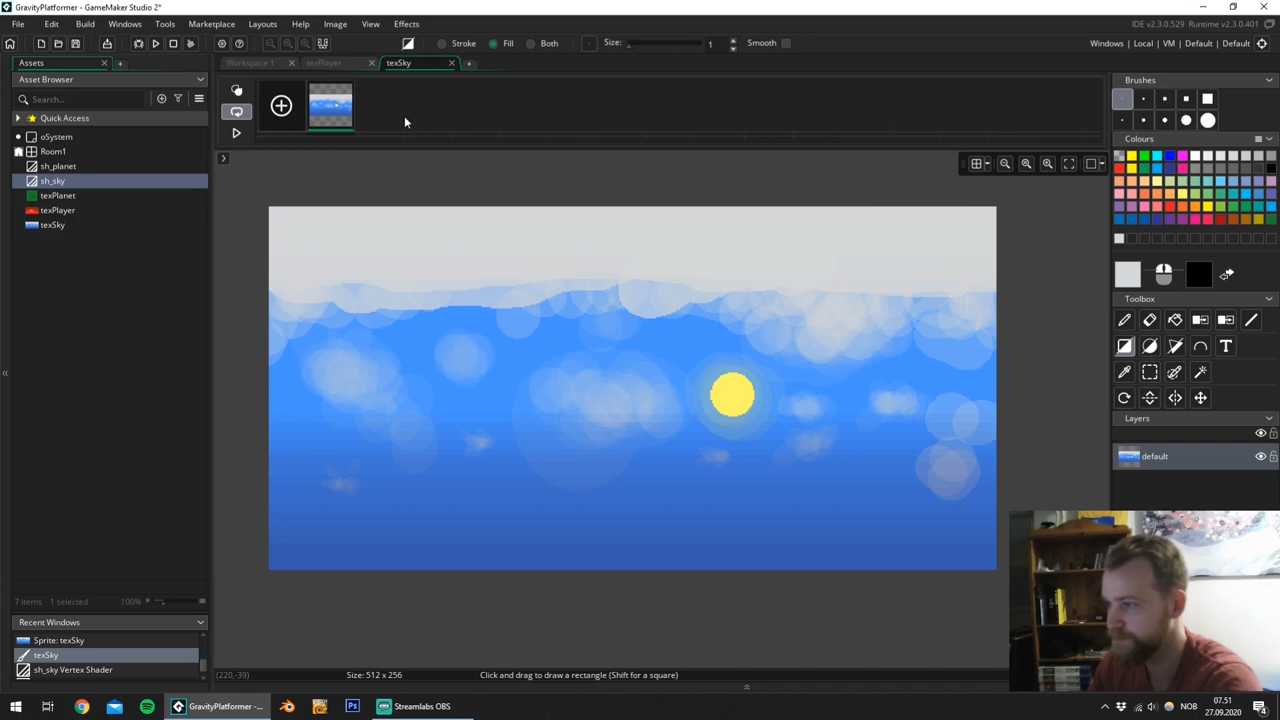 GravityPlatformer - GameMaker Studio 2*
File Edit Build Windows Tools Marketplace Layouts Help Image View Effects
IDE v2.3.0.529 Runtime v2.3.0.401
Stroke Fill Both Size: 1 Smooth
Windows | Local | VM | Default | Default
Assets
Workspace 1 texPlayer texSky
Asset Browser
Search...
Quick Access
oSystem
Room1
sh_planet
sh_sky
texPlanet
texPlayer
texSky
Brushes
Colours
Toolbox
T
Layers
default
7 items 1 selected 100%
Recent Windows
Sprite: texSky
texSky
sh_sky Vertex Shader
(220,-39) Size: 512 x 256 Click and drag to draw a rectangle (Shift for a square)
GravityPlatformer -... Ps Streamlabs OBS
NOB
07.51
27.09.2020
4